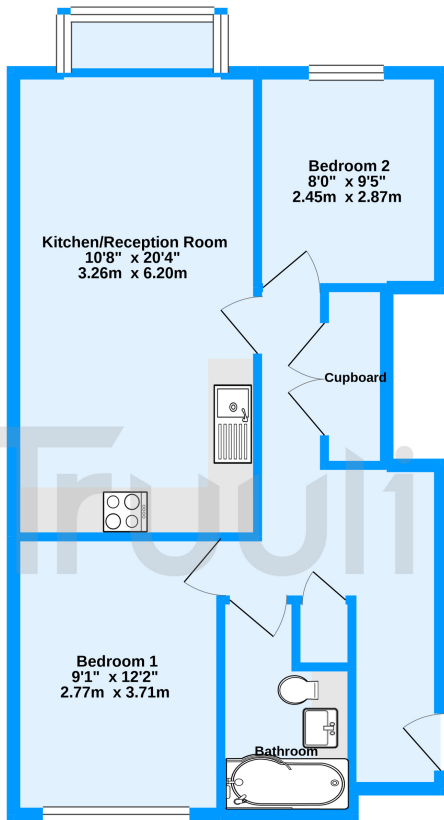 Bedroom 2
8'0" x 9'5"
2.45m x 2.87m
Kitchen/Reception Room
10'8" x 20'4"
3.26m x 6.20m
Cupboard
Truuli
Bedroom 1
9'1" x 12'2"
2.77m x 3.71m
Bathroom